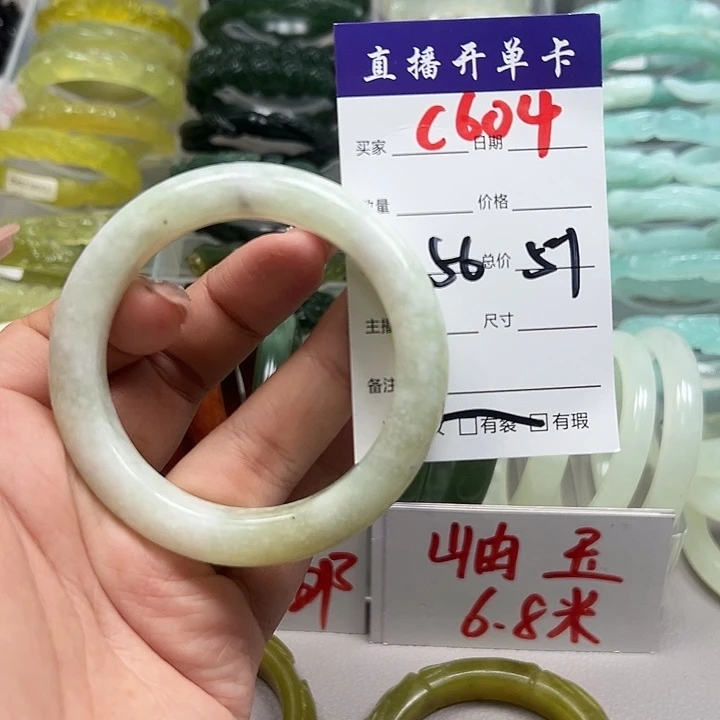 直播开单卡
C604
买家 日期
量 价格
56 总价 57
主播 尺寸
备注
有裂 有瑕
邓
岫玉
6.8米